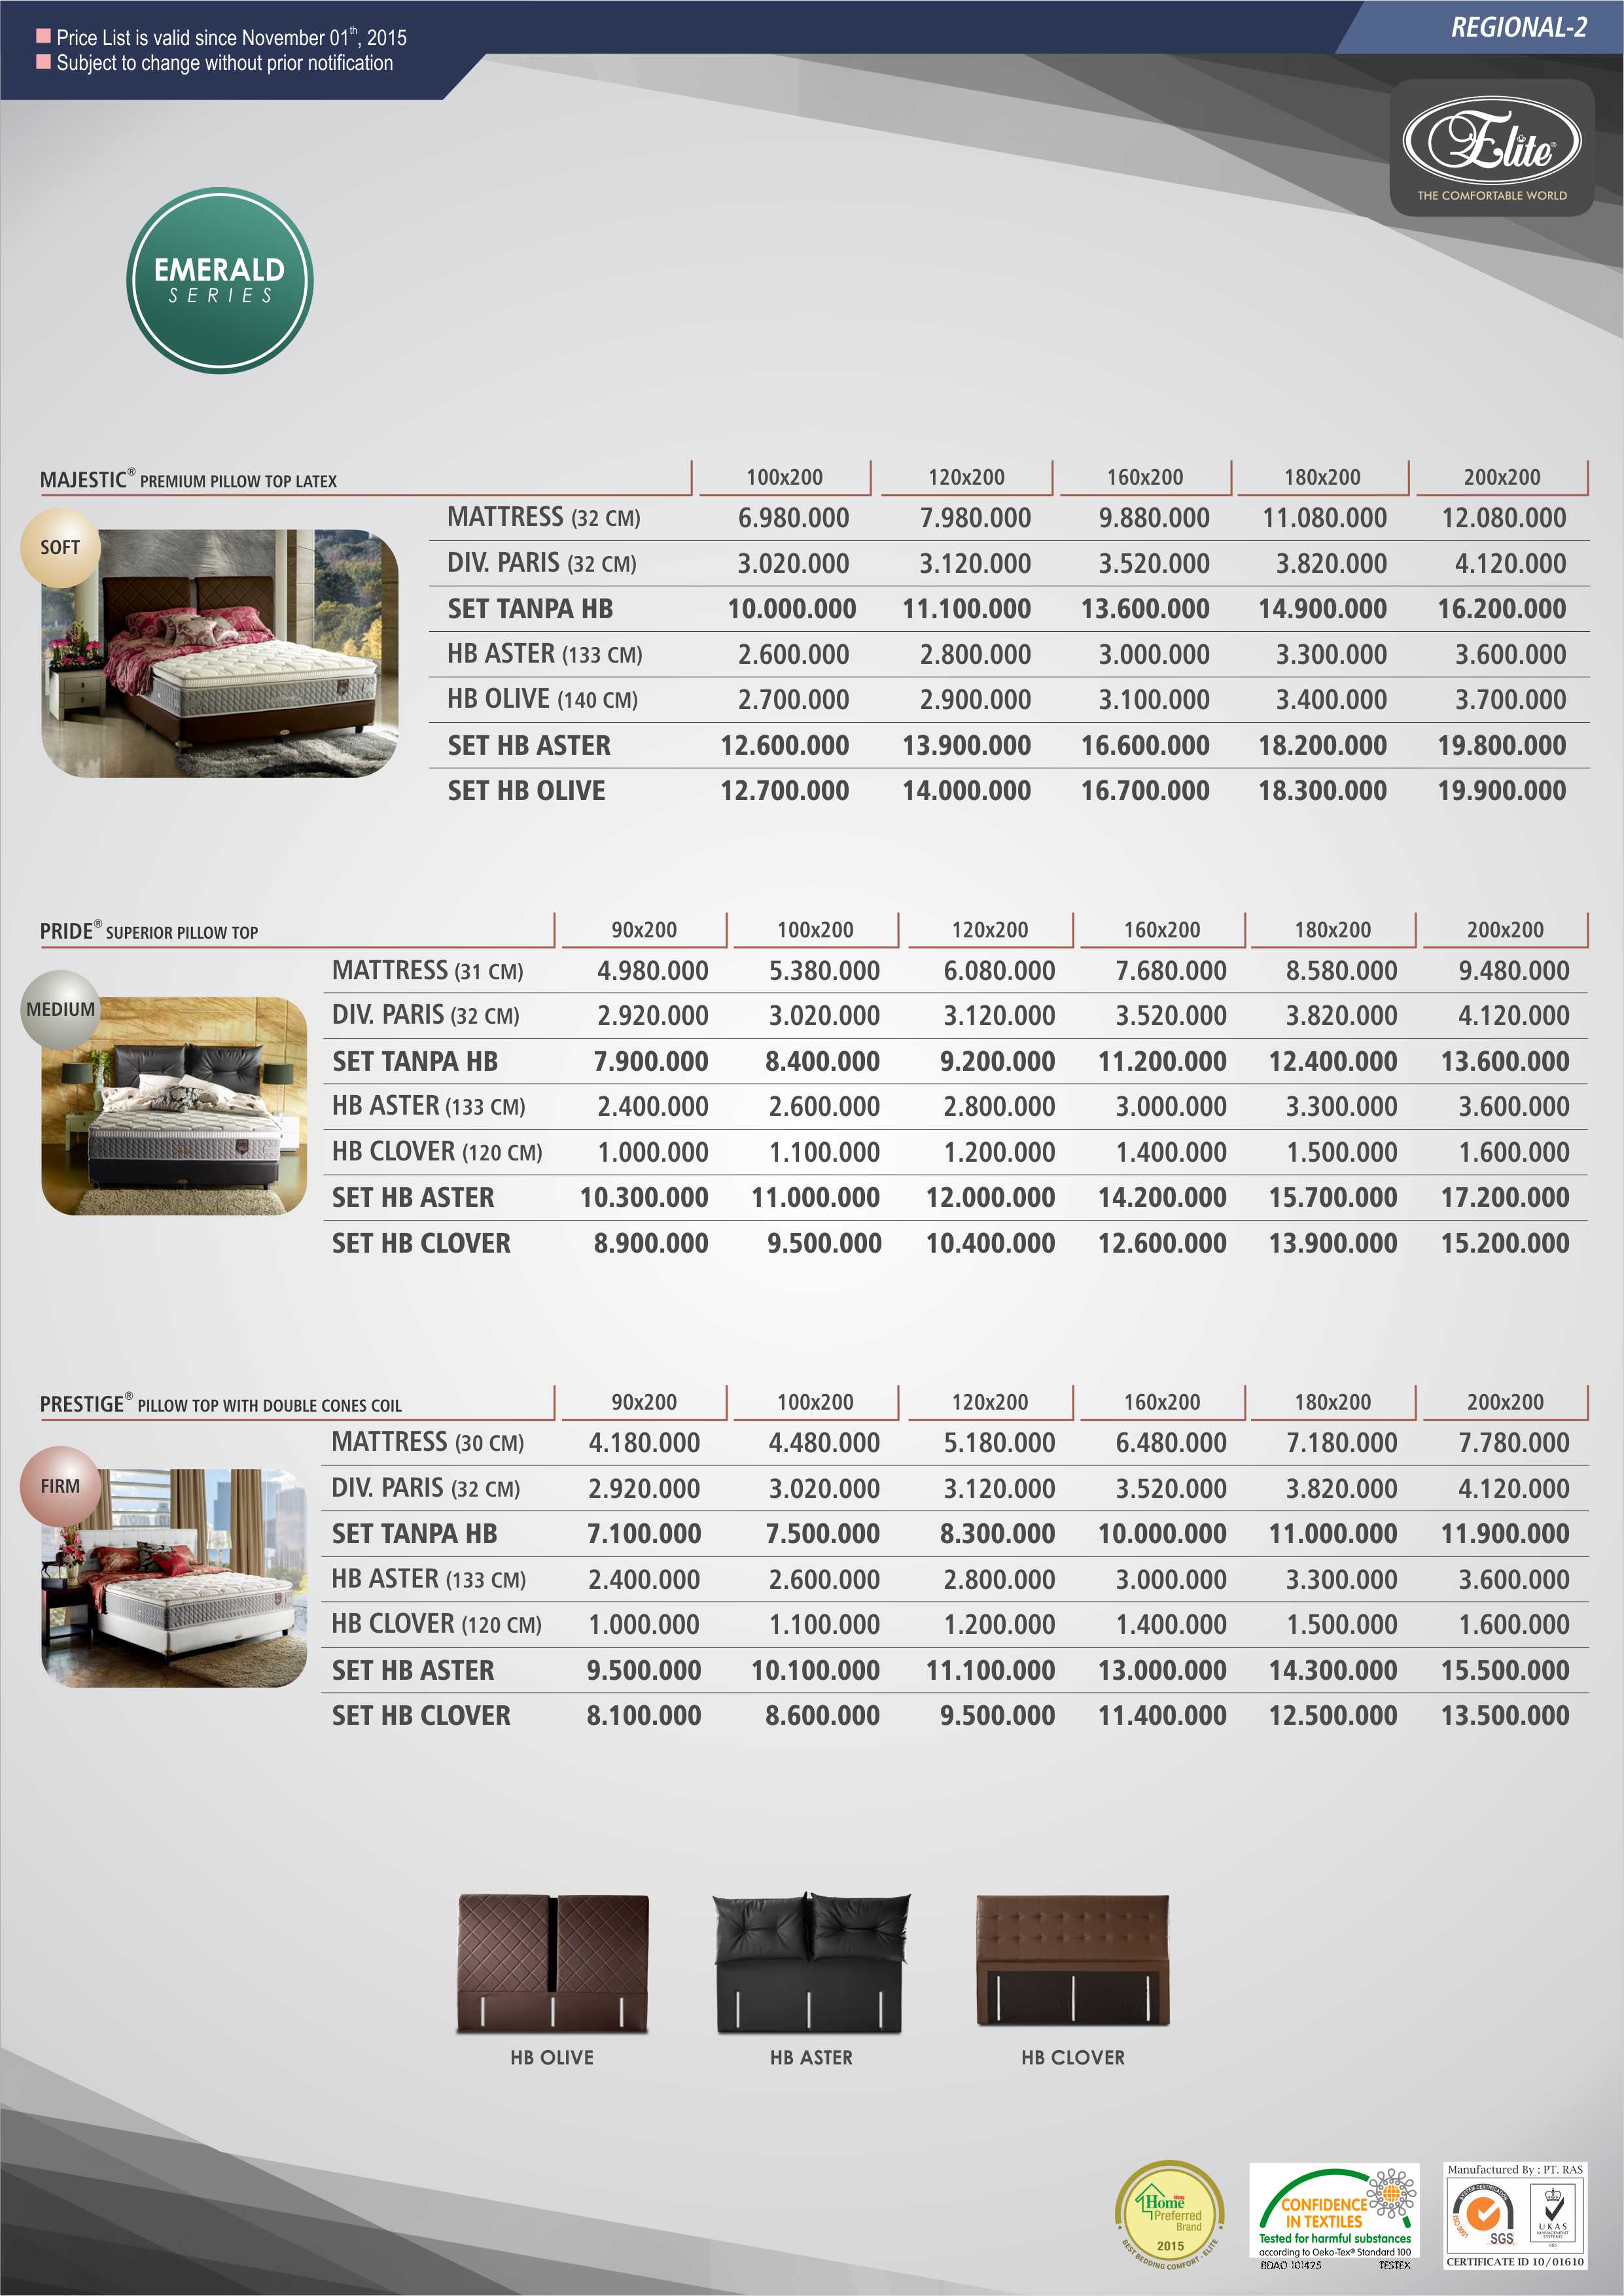 Price List is valid since November 01th, 2015
Subject to change without prior notification
REGIONAL-2
Elite®
THE COMFORTABLE WORLD
EMERALD
SERIES
MAJESTIC® PREMIUM PILLOW TOP LATEX 100x200 120x200 160x200 180x200 200x200
SOFT
MATTRESS (32 CM) 6.980.000 7.980.000 9.880.000 11.080.000 12.080.000
DIV. PARIS (32 CM) 3.020.000 3.120.000 3.520.000 3.820.000 4.120.000
SET TANPA HB 10.000.000 11.100.000 13.600.000 14.900.000 16.200.000
HB ASTER (133 CM) 2.600.000 2.800.000 3.000.000 3.300.000 3.600.000
HB OLIVE (140 CM) 2.700.000 2.900.000 3.100.000 3.400.000 3.700.000
SET HB ASTER 12.600.000 13.900.000 16.600.000 18.200.000 19.800.000
SET HB OLIVE 12.700.000 14.000.000 16.700.000 18.300.000 19.900.000
PRIDE® SUPERIOR PILLOW TOP 90x200 100x200 120x200 160x200 180x200 200x200
MEDIUM
MATTRESS (31 CM) 4.980.000 5.380.000 6.080.000 7.680.000 8.580.000 9.480.000
DIV. PARIS (32 CM) 2.920.000 3.020.000 3.120.000 3.520.000 3.820.000 4.120.000
SET TANPA HB 7.900.000 8.400.000 9.200.000 11.200.000 12.400.000 13.600.000
HB ASTER (133 CM) 2.400.000 2.600.000 2.800.000 3.000.000 3.300.000 3.600.000
HB CLOVER (120 CM) 1.000.000 1.100.000 1.200.000 1.400.000 1.500.000 1.600.000
SET HB ASTER 10.300.000 11.000.000 12.000.000 14.200.000 15.700.000 17.200.000
SET HB CLOVER 8.900.000 9.500.000 10.400.000 12.600.000 13.900.000 15.200.000
PRESTIGE® PILLOW TOP WITH DOUBLE CONES COIL 90x200 100x200 120x200 160x200 180x200 200x200
FIRM
MATTRESS (30 CM) 4.180.000 4.480.000 5.180.000 6.480.000 7.180.000 7.780.000
DIV. PARIS (32 CM) 2.920.000 3.020.000 3.120.000 3.520.000 3.820.000 4.120.000
SET TANPA HB 7.100.000 7.500.000 8.300.000 10.000.000 11.000.000 11.900.000
HB ASTER (133 CM) 2.400.000 2.600.000 2.800.000 3.000.000 3.300.000 3.600.000
HB CLOVER (120 CM) 1.000.000 1.100.000 1.200.000 1.400.000 1.500.000 1.600.000
SET HB ASTER 9.500.000 10.100.000 11.100.000 13.000.000 14.300.000 15.500.000
SET HB CLOVER 8.100.000 8.600.000 9.500.000 11.400.000 12.500.000 13.500.000
HB OLIVE HB ASTER HB CLOVER
Home
Preferred
Brand
2015
BEST BEDDING COMFORT - ELITE
CONFIDENCE
IN TEXTILES
Tested for harmful substances
according to Oeko-Tex® Standard 100
BDAO 101425 TESTEX
Manufactured By : PT. RAS
SYSTEM CERTIFICATION
ISO 9001
SGS
UKAS
MANAGEMENT
SYSTEMS
CERTIFICATE ID 10/01610